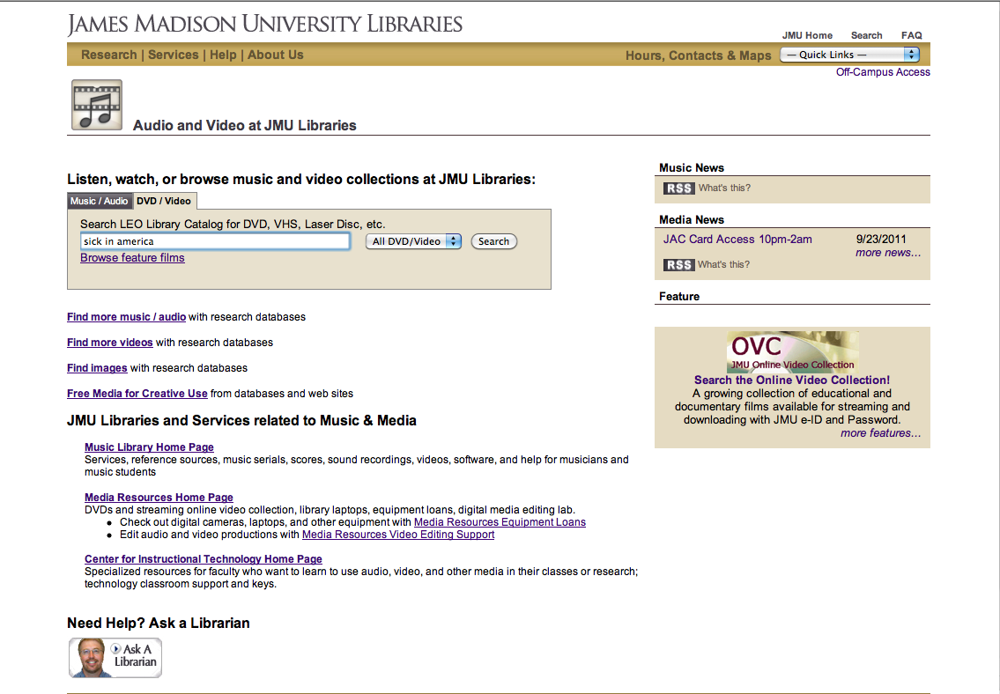 JAMES MADISON UNIVERSITY LIBRARIES
JMU Home Search FAQ
Research | Services | Help | About Us
Hours, Contacts & Maps — Quick Links —
Off-Campus Access
Audio and Video at JMU Libraries
Listen, watch, or browse music and video collections at JMU Libraries:
Music / Audio DVD / Video
Search LEO Library Catalog for DVD, VHS, Laser Disc, etc.
sick in america All DVD/Video Search
Browse feature films
Find more music / audio with research databases
Find more videos with research databases
Find images with research databases
Free Media for Creative Use from databases and web sites
JMU Libraries and Services related to Music & Media
Music Library Home Page
Services, reference sources, music serials, scores, sound recordings, videos, software, and help for musicians and
music students
Media Resources Home Page
DVDs and streaming online video collection, library laptops, equipment loans, digital media editing lab.
• Check out digital cameras, laptops, and other equipment with Media Resources Equipment Loans
• Edit audio and video productions with Media Resources Video Editing Support
Center for Instructional Technology Home Page
Specialized resources for faculty who want to learn to use audio, video, and other media in their classes or research;
technology classroom support and keys.
Need Help? Ask a Librarian
Ask A
Librarian
Music News
RSS What's this?
Media News
JAC Card Access 10pm-2am 9/23/2011
more news…
RSS What's this?
Feature
OVC
JMU Online Video Collection
Search the Online Video Collection!
A growing collection of educational and
documentary films available for streaming and
downloading with JMU e-ID and Password.
more features…